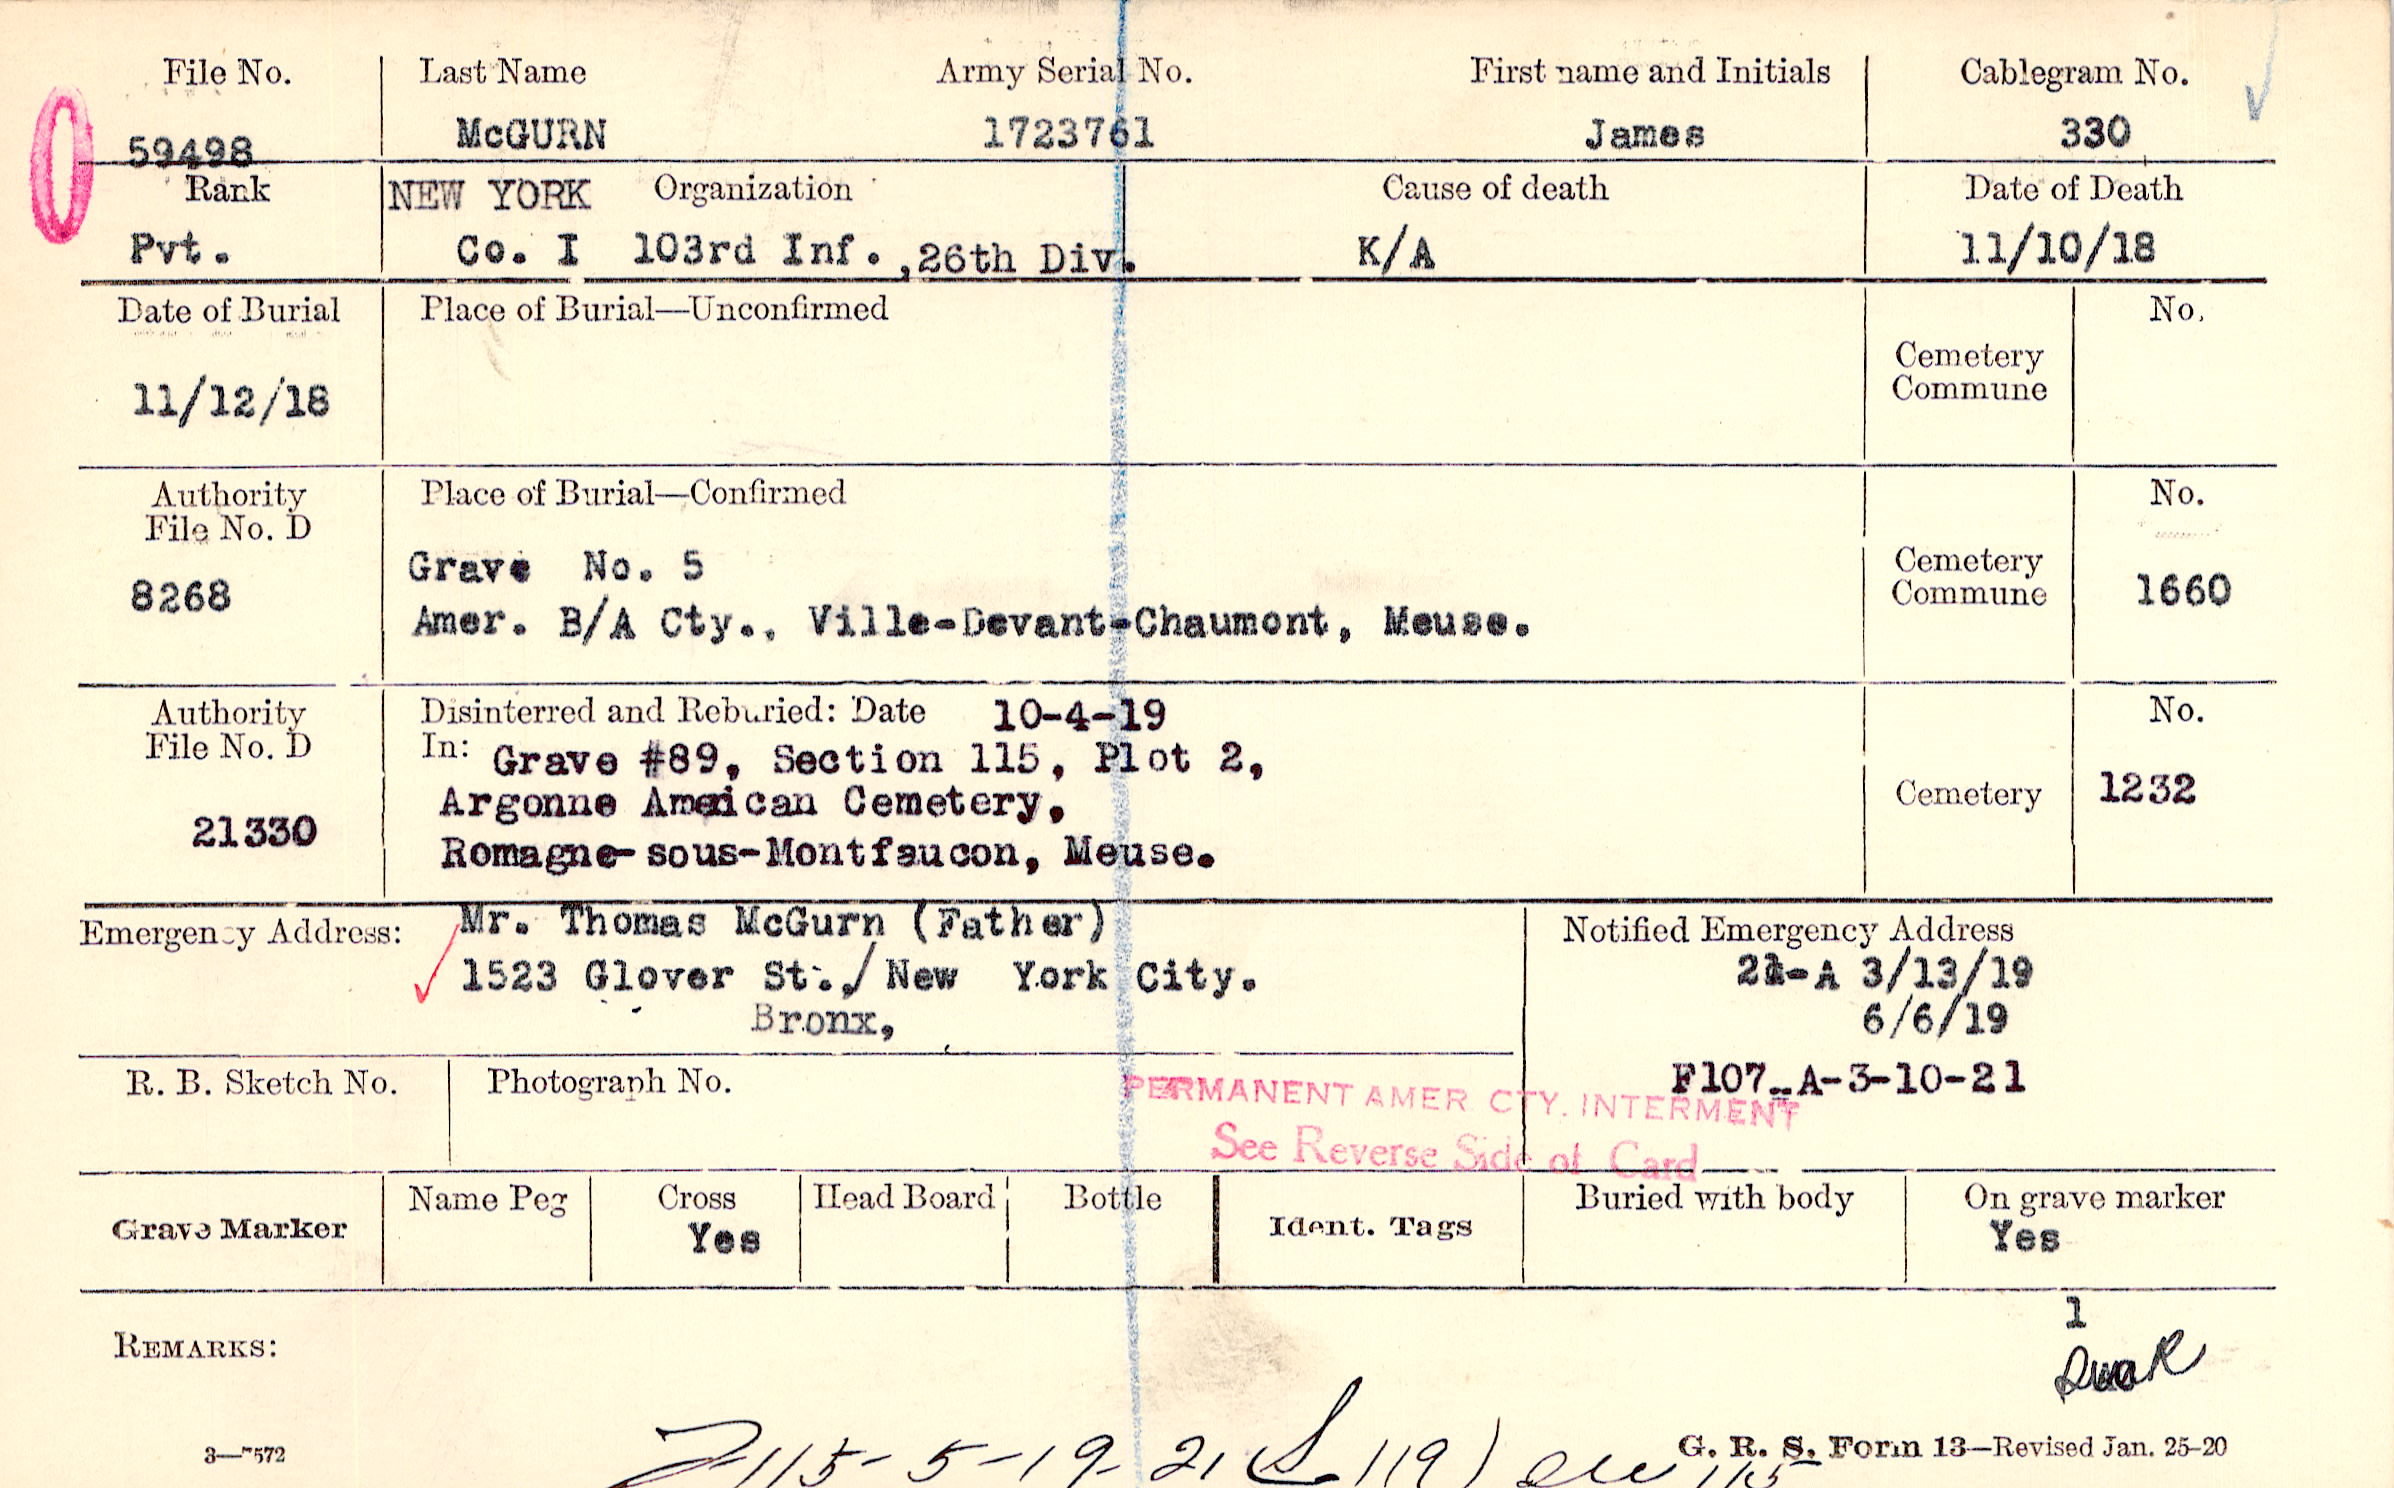 File No. Last Name Army Serial No. First name and Initials Cablegram No.
59498 McGURN 1723761 James 330
Rank NEW YORK Organization Cause of death Date of Death
Pvt. Co. I 103rd Inf.,26th Div. K/A 11/10/18
Date of Burial Place of Burial—Unconfirmed No.
Cemetery
Commune
11/12/18
Authority Place of Burial—Confirmed No.
File No. D
Grave No. 5 Cemetery
8268 Commune 1660
Amer. B/A Cty., Ville-Devant-Chaumont, Meuse.
Authority Disinterred and Reburied: Date 10-4-19 No.
File No. D In: Grave #89, Section 115, Plot 2,
Argonne Ameican Cemetery, Cemetery 1232
21330
Romagne-sous-Montfaucon, Meuse.
Emergency Address: Mr. Thomas McGurn (Father) Notified Emergency Address
1523 Glover St., / New York City. A 3/13/19
Bronx, 6/6/19
R. B. Sketch No. Photograph No. F107-A-3-10-21
PERMANENT AMER CTY. INTERMENT
See Reverse Side of Card
Grave Marker Name Peg Cross Head Board Bottle Ident. Tags Buried with body On grave marker
Yes Yes
1
REMARKS:
3—7572 G. R. S. Form 13—Revised Jan. 25-20
115-5-19-21 (L 119) 115